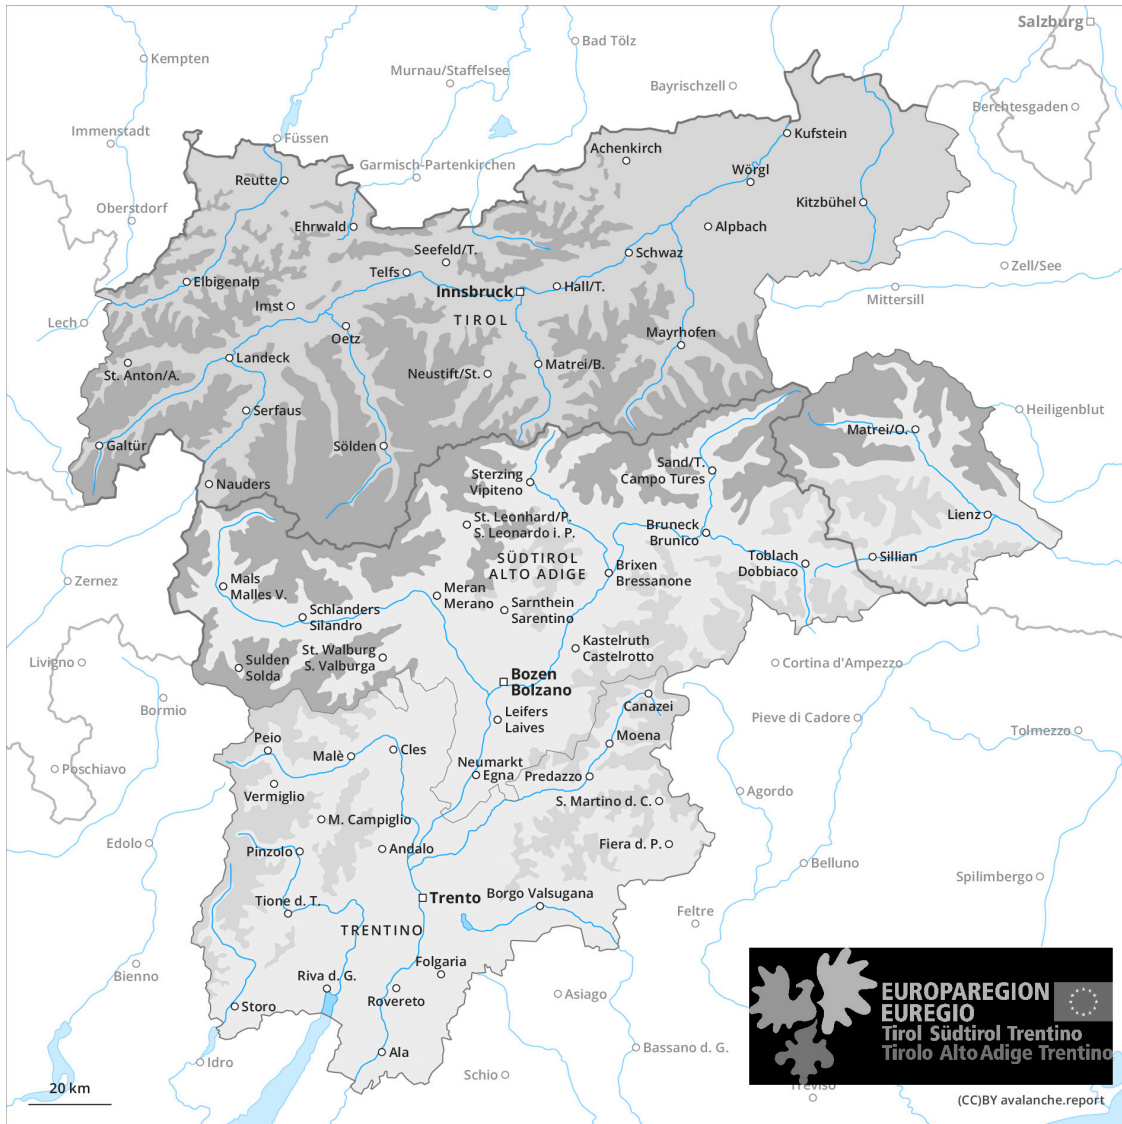 Salzburg
Bad Tölz
Kempten
Murnau/Staffelsee
Bayrischzell
Berchtesgaden
Immenstadt
Füssen
Kufstein
Achenkirch
Garmisch-Partenkirchen
Wörgl
Reutte
Kitzbühel
Oberstdorf
Ehrwald
Alpbach
Seefeld/T.
Schwaz
Zell/See
Telfs
Elbigenalp
Hall/T.
Innsbruck
Mittersill
Imst
TIROL
Lech
Oetz
Mayrhofen
Landeck
Matrei/B.
St. Anton/A.
Neustift/St.
Serfaus
Heiligenblut
Matrei/O.
Galtür
Sölden
Sand/T.
Campo Tures
Sterzing
Vipiteno
Nauders
St. Leonhard/P.
S. Leonardo i. P.
Lienz
Bruneck
Brunico
SÜDTIROL
ALTO ADIGE
Toblach
Dobbiaco
Sillian
Brixen
Bressanone
Zernez
Mals
Malles V.
Meran
Merano
Sarnthein
Sarentino
Schlanders
Silandro
Kastelruth
Castelrotto
St. Walburg
S. Valburga
Livigno
Sulden
Solda
Cortina d'Ampezzo
Bozen
Bolzano
Bormio
Canazei
Leifers
Laives
Pieve di Cadore
Tolmezzo
Peio
Cles
Moena
Malè
Neumarkt
Egna
Predazzo
Poschiavo
Vermiglio
Agordo
S. Martino d. C.
M. Campiglio
Edolo
Pinzolo
Andalo
Fiera d. P.
Belluno
Spilimbergo
Borgo Valsugana
Trento
Tione d. T.
Feltre
TRENTINO
Folgaria
Bienno
Riva d. G.
Rovereto
Asiago
Storo
EUROPAREGION
EUREGIO
Tirol Südtirol Trentino
Tirolo Alto Adige Trentino
Ala
Bassano d. G.
Idro
Schio
Treviso
20 km
(CC)BY avalanche.report